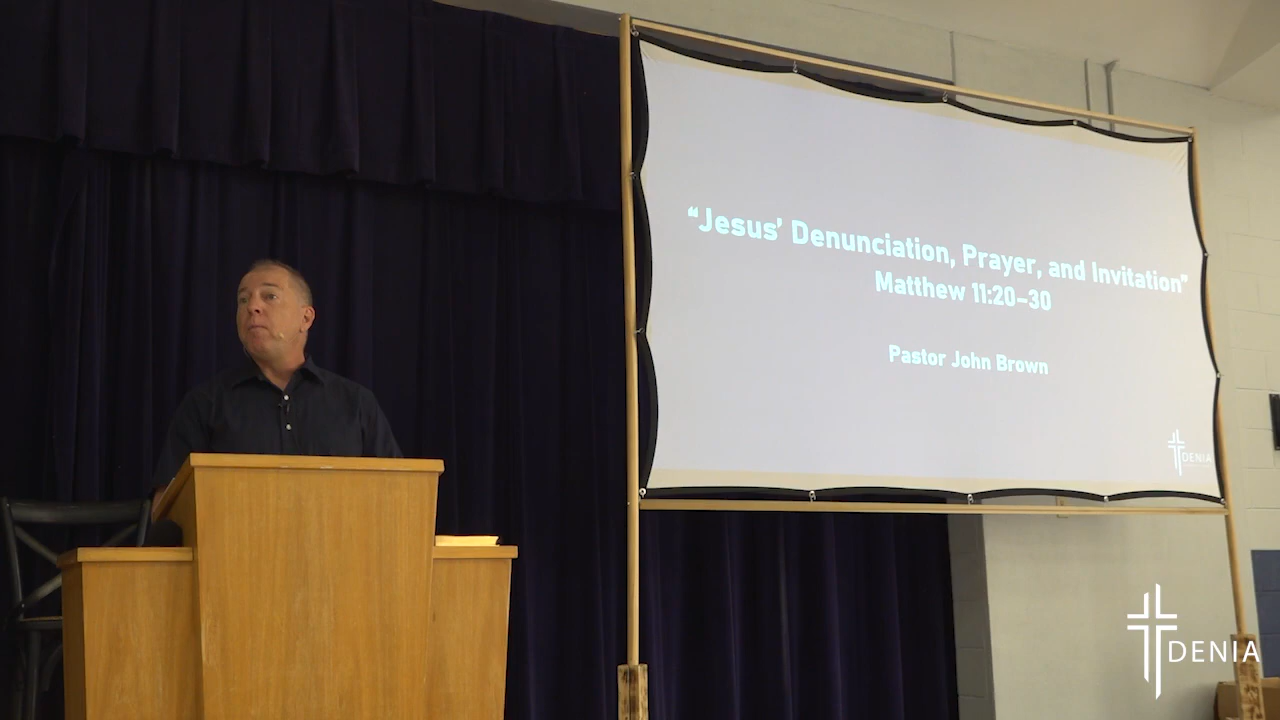 “Jesus’ Denunciation, Prayer, and Invitation”
Matthew 11:20–30
Pastor John Brown
DENIA
DENIA